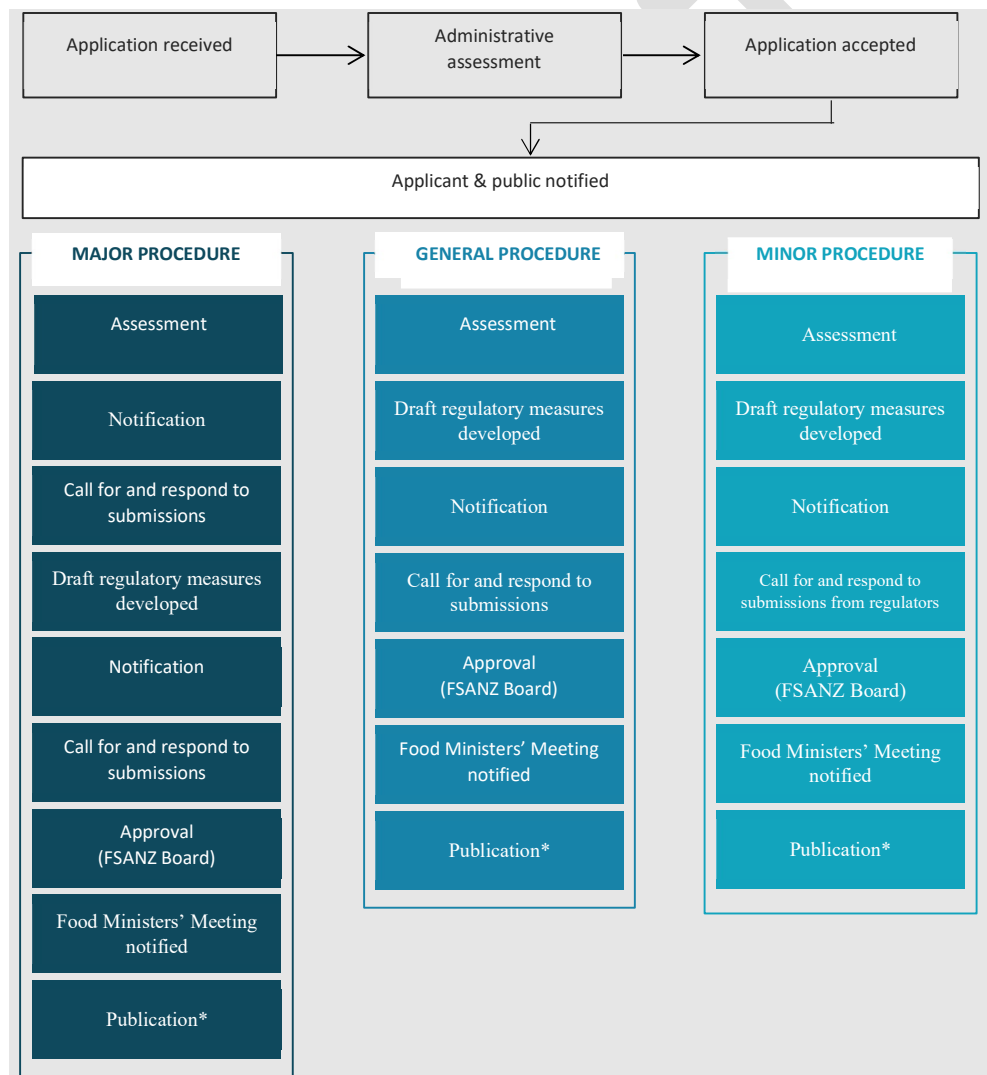 Application received
Administrative
assessment
Application accepted
Applicant & public notified
MAJOR PROCEDURE
Assessment
Notification
Call for and respond to
submissions
Draft regulatory measures
developed
Notification
Call for and respond to
submissions
Approval
(FSANZ Board)
Food Ministers’ Meeting
notified
Publication*
GENERAL PROCEDURE
Assessment
Draft regulatory measures
developed
Notification
Call for and respond to
submissions
Approval
(FSANZ Board)
Food Ministers’ Meeting
notified
Publication*
MINOR PROCEDURE
Assessment
Draft regulatory measures
developed
Notification
Call for and respond to
submissions from regulators
Approval
(FSANZ Board)
Food Ministers’ Meeting
notified
Publication*